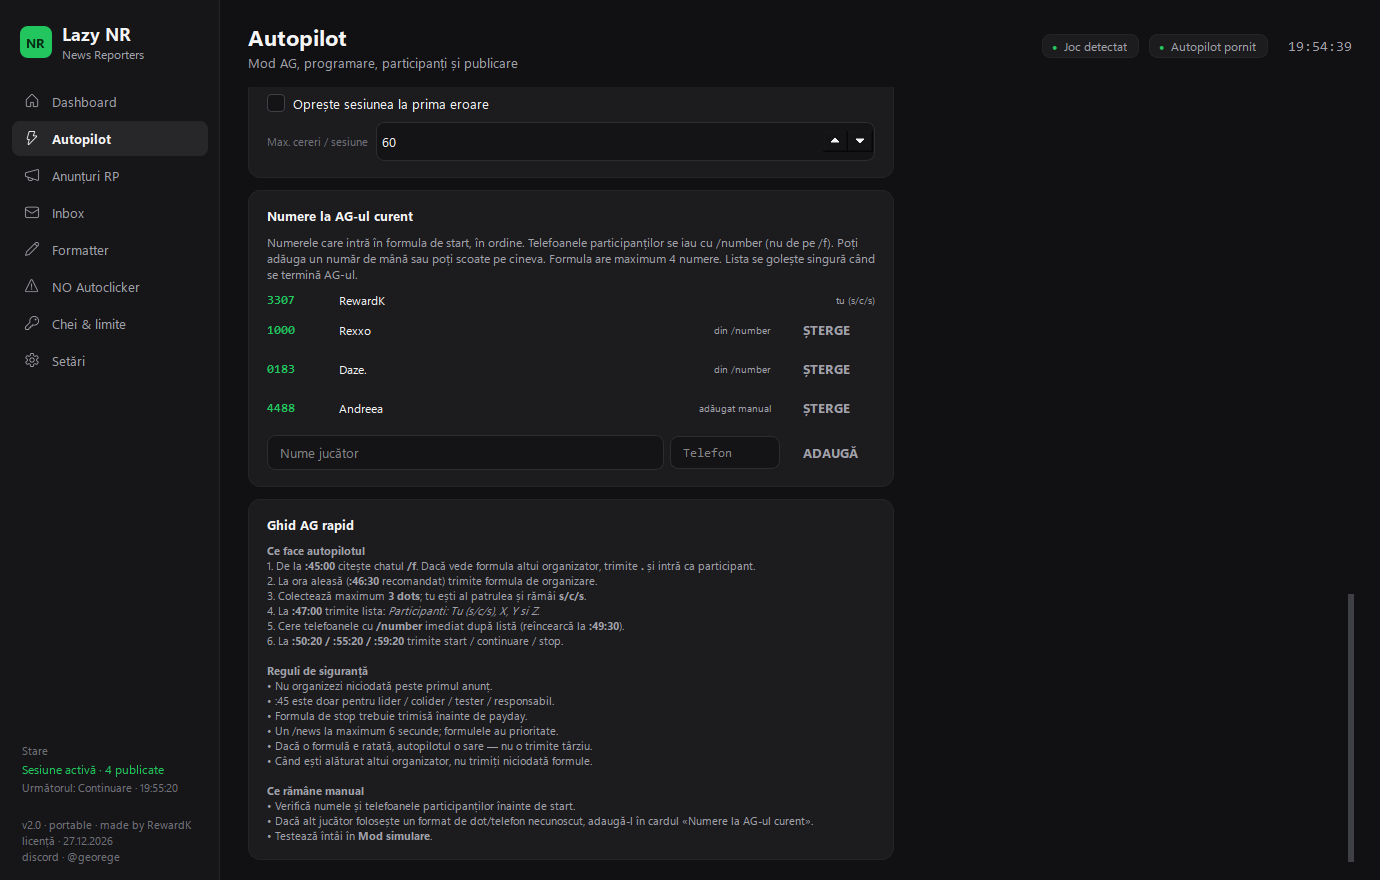 NR
Lazy NR
News Reporters
Dashboard
Autopilot
Anunțuri RP
Inbox
Formatter
NO Autoclicker
Chei & limite
Setări
Stare
Sesiune activă · 4 publicate
Următorul: Continuare · 19:55:20
v2.0 · portable · made by RewardK
licență · 27.12.2026
discord · @georege
Autopilot
Mod AG, programare, participanți și publicare
• Joc detectat
• Autopilot pornit
19:54:39
Oprește sesiunea la prima eroare
Max. cereri / sesiune
60
Numere la AG-ul curent
Numerele care intră în formula de start, în ordine. Telefoanele participanților se iau cu /number (nu de pe /f). Poți
adăuga un număr de mână sau poți scoate pe cineva. Formula are maximum 4 numere. Lista se golește singură când
se termină AG-ul.
3307 RewardK tu (s/c/s)
1000 Rexxo din /number ȘTERGE
0183 Daze. din /number ȘTERGE
4488 Andreea adăugat manual ȘTERGE
Nume jucător Telefon ADAUGĂ
Ghid AG rapid
Ce face autopilotul
1. De la :45:00 citește chatul /f. Dacă vede formula altui organizator, trimite . și intră ca participant.
2. La ora aleasă (:46:30 recomandat) trimite formula de organizare.
3. Colectează maximum 3 dots; tu ești al patrulea și rămâi s/c/s.
4. La :47:00 trimite lista: Participanti: Tu (s/c/s), X, Y si Z.
5. Cere telefoanele cu /number imediat după listă (reîncearcă la :49:30).
6. La :50:20 / :55:20 / :59:20 trimite start / continuare / stop.
Reguli de siguranță
• Nu organizezi niciodată peste primul anunț.
• :45 este doar pentru lider / colider / tester / responsabil.
• Formula de stop trebuie trimisă înainte de payday.
• Un /news la maximum 6 secunde; formulele au prioritate.
• Dacă o formulă e ratată, autopilotul o sare — nu o trimite târziu.
• Când ești alăturat altui organizator, nu trimiți niciodată formule.
Ce rămâne manual
• Verifică numele și telefoanele participanților înainte de start.
• Dacă alt jucător folosește un format de dot/telefon necunoscut, adaugă-l în cardul «Numere la AG-ul curent».
• Testează întâi în Mod simulare.